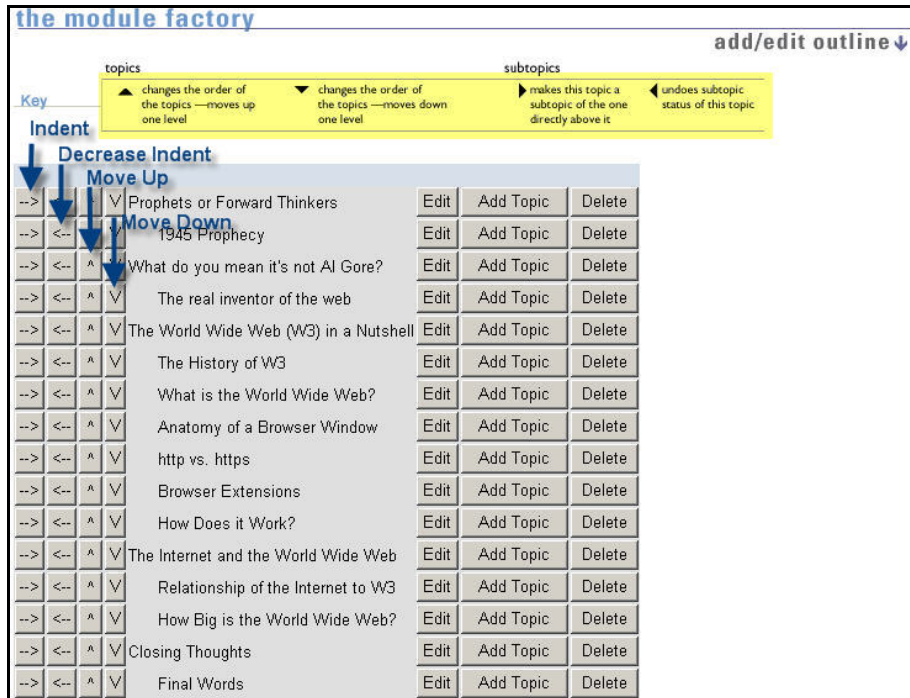 the module factory
add/edit outline
topics
subtopics
Key
changes the order of
the topics —moves up
one level
changes the order of
the topics —moves down
one level
makes this topic a
subtopic of the one
directly above it
undoes subtopic
status of this topic
Indent
Decrease Indent
Move Up
Move Down
--> V Prophets or Forward Thinkers Edit Add Topic Delete
--> <-- 1945 Prophecy Edit Add Topic Delete
--> <-- ^ What do you mean it's not Al Gore? Edit Add Topic Delete
--> <-- ^ V The real inventor of the web Edit Add Topic Delete
--> <-- ^ V The World Wide Web (W3) in a Nutshell Edit Add Topic Delete
--> <-- ^ V The History of W3 Edit Add Topic Delete
--> <-- ^ V What is the World Wide Web? Edit Add Topic Delete
--> <-- ^ V Anatomy of a Browser Window Edit Add Topic Delete
--> <-- ^ V http vs. https Edit Add Topic Delete
--> <-- ^ V Browser Extensions Edit Add Topic Delete
--> <-- ^ V How Does it Work? Edit Add Topic Delete
--> <-- ^ V The Internet and the World Wide Web Edit Add Topic Delete
--> <-- ^ V Relationship of the Internet to W3 Edit Add Topic Delete
--> <-- ^ V How Big is the World Wide Web? Edit Add Topic Delete
--> <-- ^ V Closing Thoughts Edit Add Topic Delete
--> <-- ^ V Final Words Edit Add Topic Delete